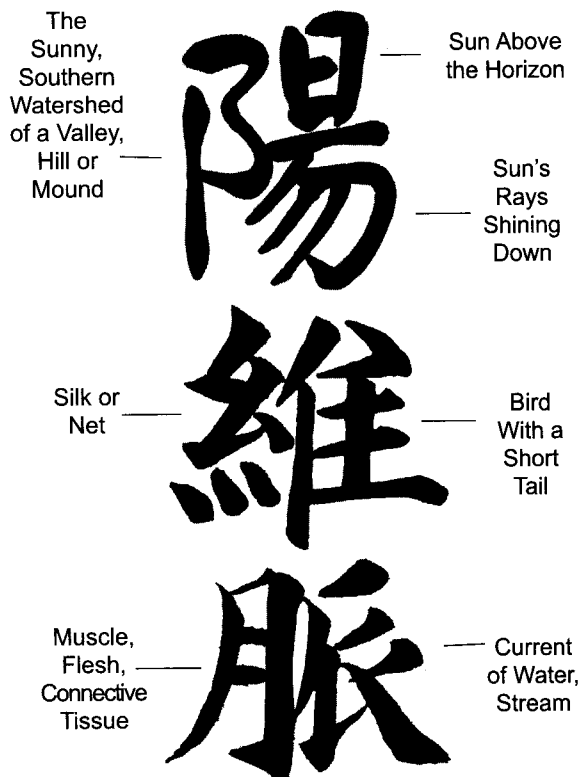 The
Sunny,
Southern
Watershed
of a Valley,
Hill or
Mound
陽
Sun Above
the Horizon
Sun's
Rays
Shining
Down
Silk or
Net
維
Bird
With a
Short
Tail
Muscle,
Flesh,
Connective
Tissue
脈
Current
of Water,
Stream